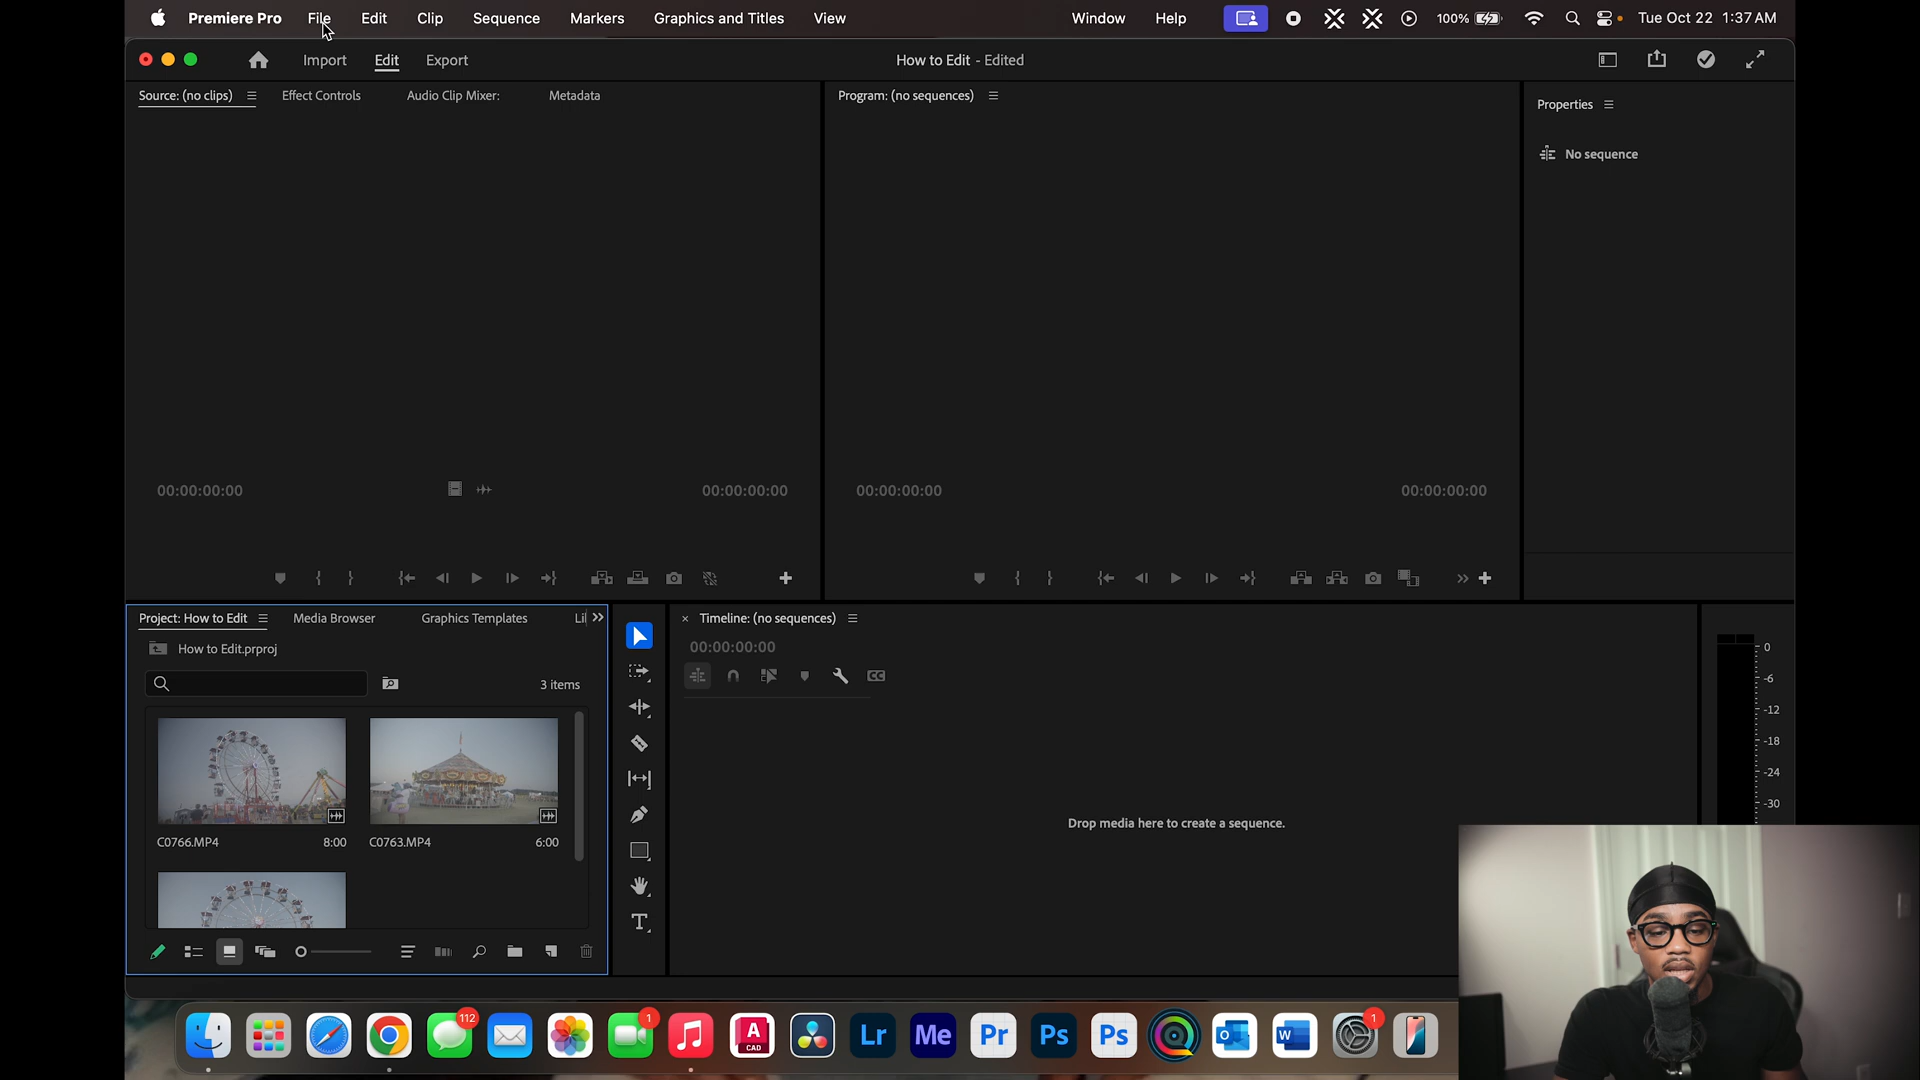 Premiere Pro File Edit Clip Sequence Markers Graphics and Titles View Window Help 100% Tue Oct 22 1:37 AM
Import Edit Export How to Edit - Edited
Source: (no clips) Effect Controls Audio Clip Mixer: Metadata
Program: (no sequences)
Properties
No sequence
00:00:00:00 00:00:00:00
00:00:00:00 00:00:00:00
Project: How to Edit Media Browser Graphics Templates Li
How to Edit.prproj
3 items
C0766.MP4 8:00
C0763.MP4 6:00
Timeline: (no sequences)
00:00:00:00
CC
Drop media here to create a sequence.
0
-6
-12
-18
-24
-30
T
112
1
A
CAD
Lr
Me
Pr
Ps
Ps
O
W
1